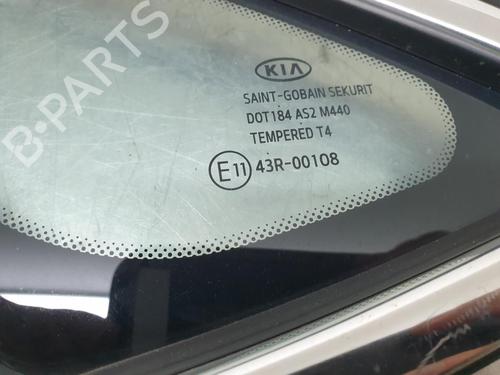 B-PARTS
KIA
SAINT-GOBAIN SEKURIT
DOT184 AS2 M440
TEMPERED T4
E11 43R-00108